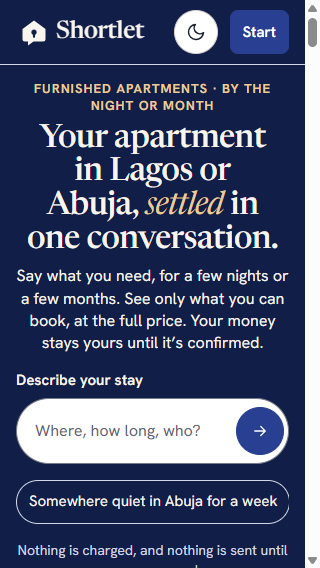 Shortlet
Start
FURNISHED APARTMENTS · BY THE
NIGHT OR MONTH
Your apartment
in Lagos or
Abuja, settled in
one conversation.
Say what you need, for a few nights or
a few months. See only what you can
book, at the full price. Your money
stays yours until it’s confirmed.
Describe your stay
Where, how long, who?
Somewhere quiet in Abuja for a week
Nothing is charged, and nothing is sent until